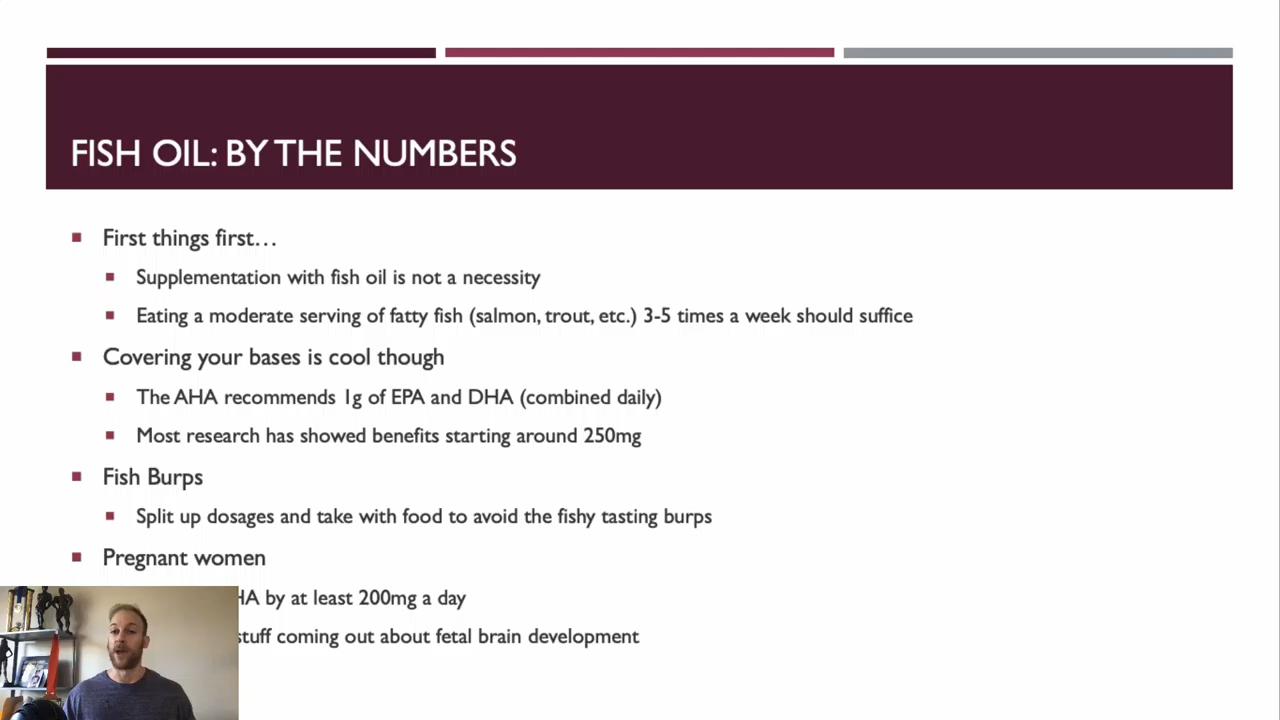 FISH OIL: BY THE NUMBERS
First things first…
Supplementation with fish oil is not a necessity
Eating a moderate serving of fatty fish (salmon, trout, etc.) 3-5 times a week should suffice
Covering your bases is cool though
The AHA recommends 1g of EPA and DHA (combined daily)
Most research has showed benefits starting around 250mg
Fish Burps
Split up dosages and take with food to avoid the fishy tasting burps
Pregnant women
by at least 200mg a day
stuff coming out about fetal brain development